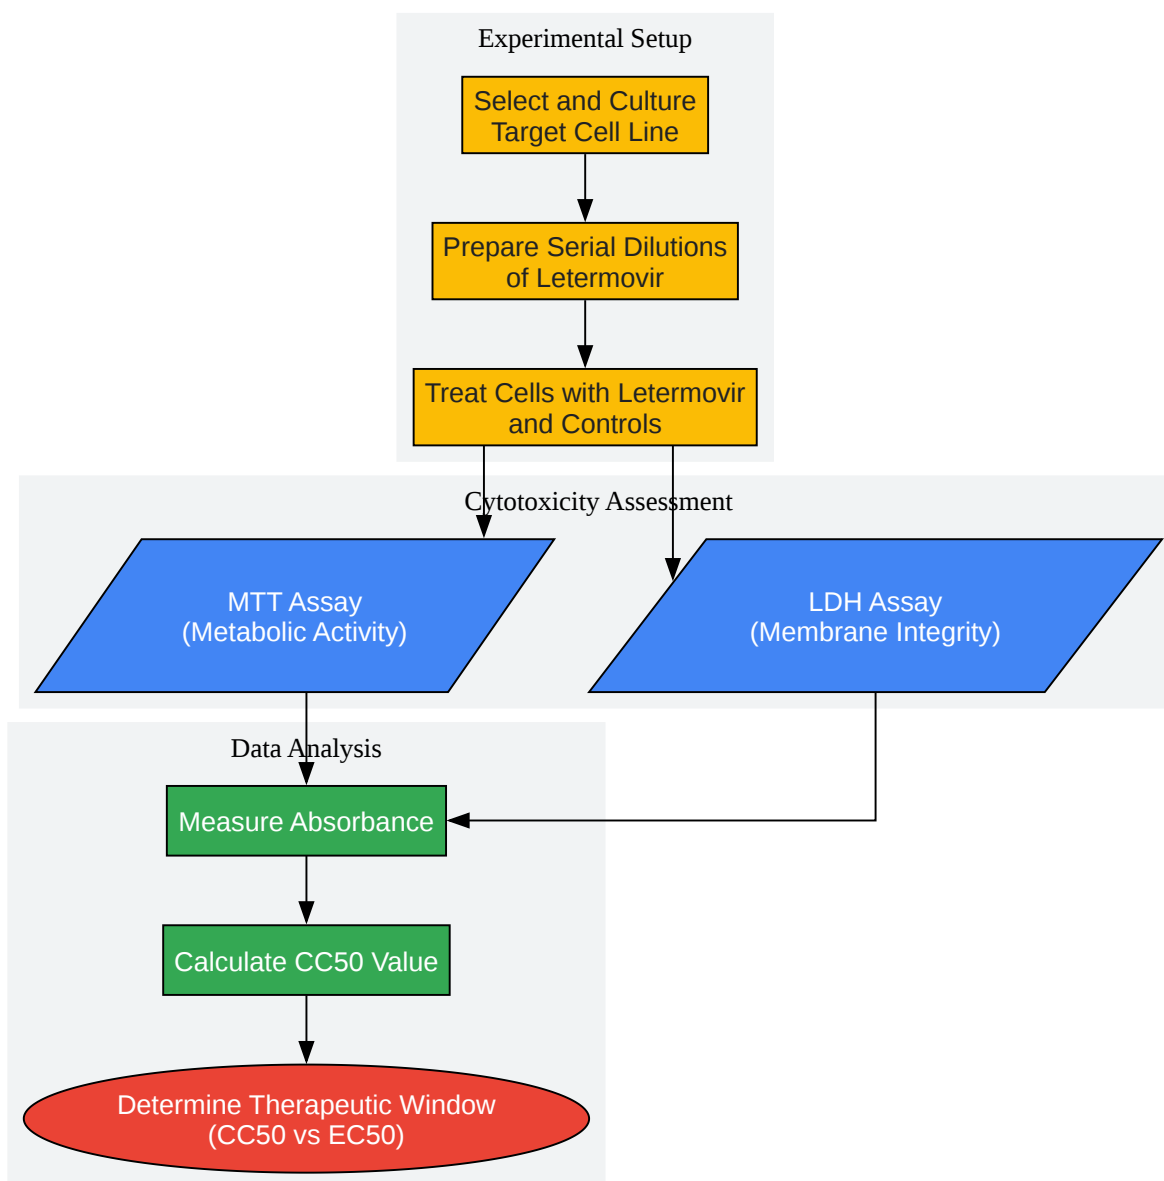 Experimental Setup
Select and Culture
Target Cell Line
Prepare Serial Dilutions
of Letermovir
Treat Cells with Letermovir
and Controls
Cytotoxicity Assessment
MTT Assay
(Metabolic Activity)
LDH Assay
(Membrane Integrity)
Data Analysis
Measure Absorbance
Calculate CC50 Value
Determine Therapeutic Window
(CC50 vs EC50)